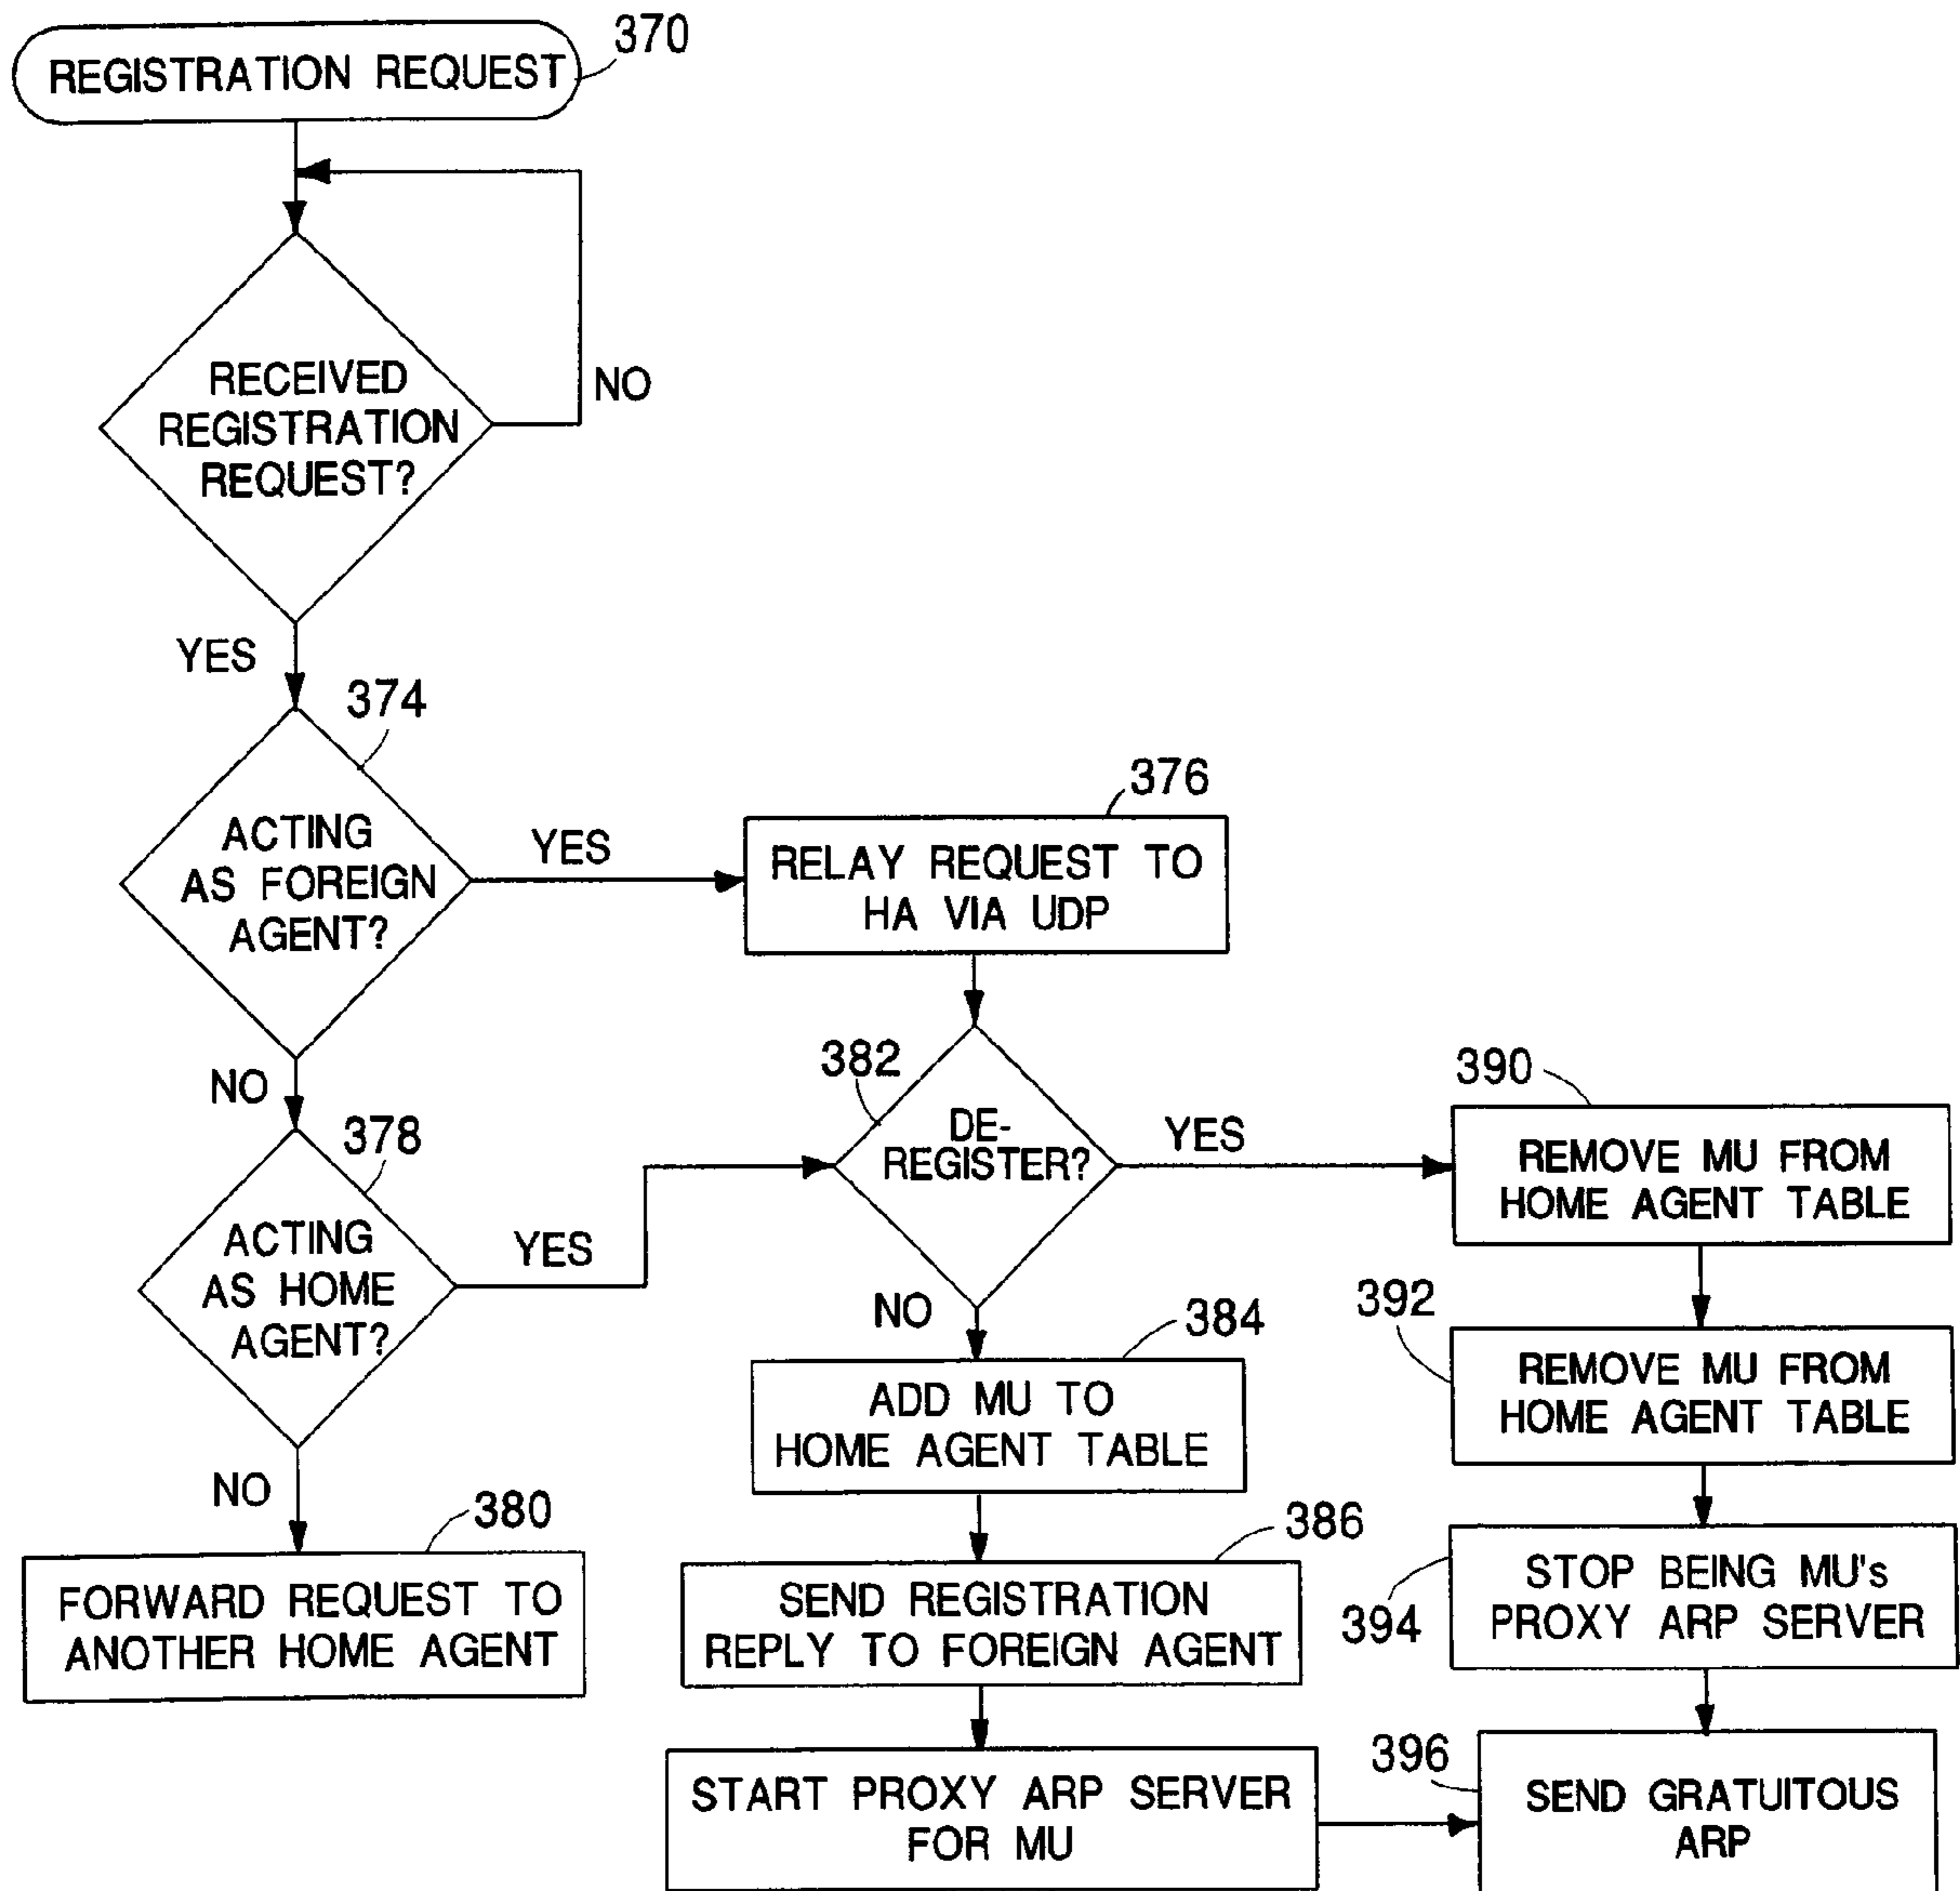 REGISTRATION REQUEST
370
RECEIVED
REGISTRATION
REQUEST?
NO
YES
374
ACTING
AS FOREIGN
AGENT?
YES
376
RELAY REQUEST TO
HA VIA UDP
NO
378
ACTING
AS HOME
AGENT?
YES
382
DE-
REGISTER?
YES
390
REMOVE MU FROM
HOME AGENT TABLE
NO
380
FORWARD REQUEST TO
ANOTHER HOME AGENT
NO
384
ADD MU TO
HOME AGENT TABLE
392
REMOVE MU FROM
HOME AGENT TABLE
386
SEND REGISTRATION
REPLY TO FOREIGN AGENT
394
STOP BEING MU's
PROXY ARP SERVER
START PROXY ARP SERVER
FOR MU
396
SEND GRATUITOUS
ARP